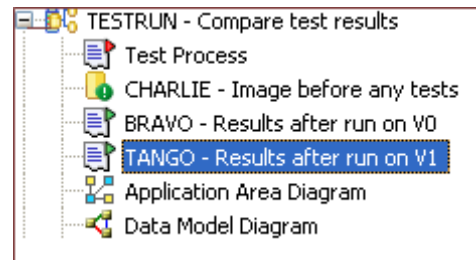 TESTRUN - Compare test results
Test Process
CHARLIE - Image before any tests
BRAVO - Results after run on V0
TANGO - Results after run on V1
Application Area Diagram
Data Model Diagram